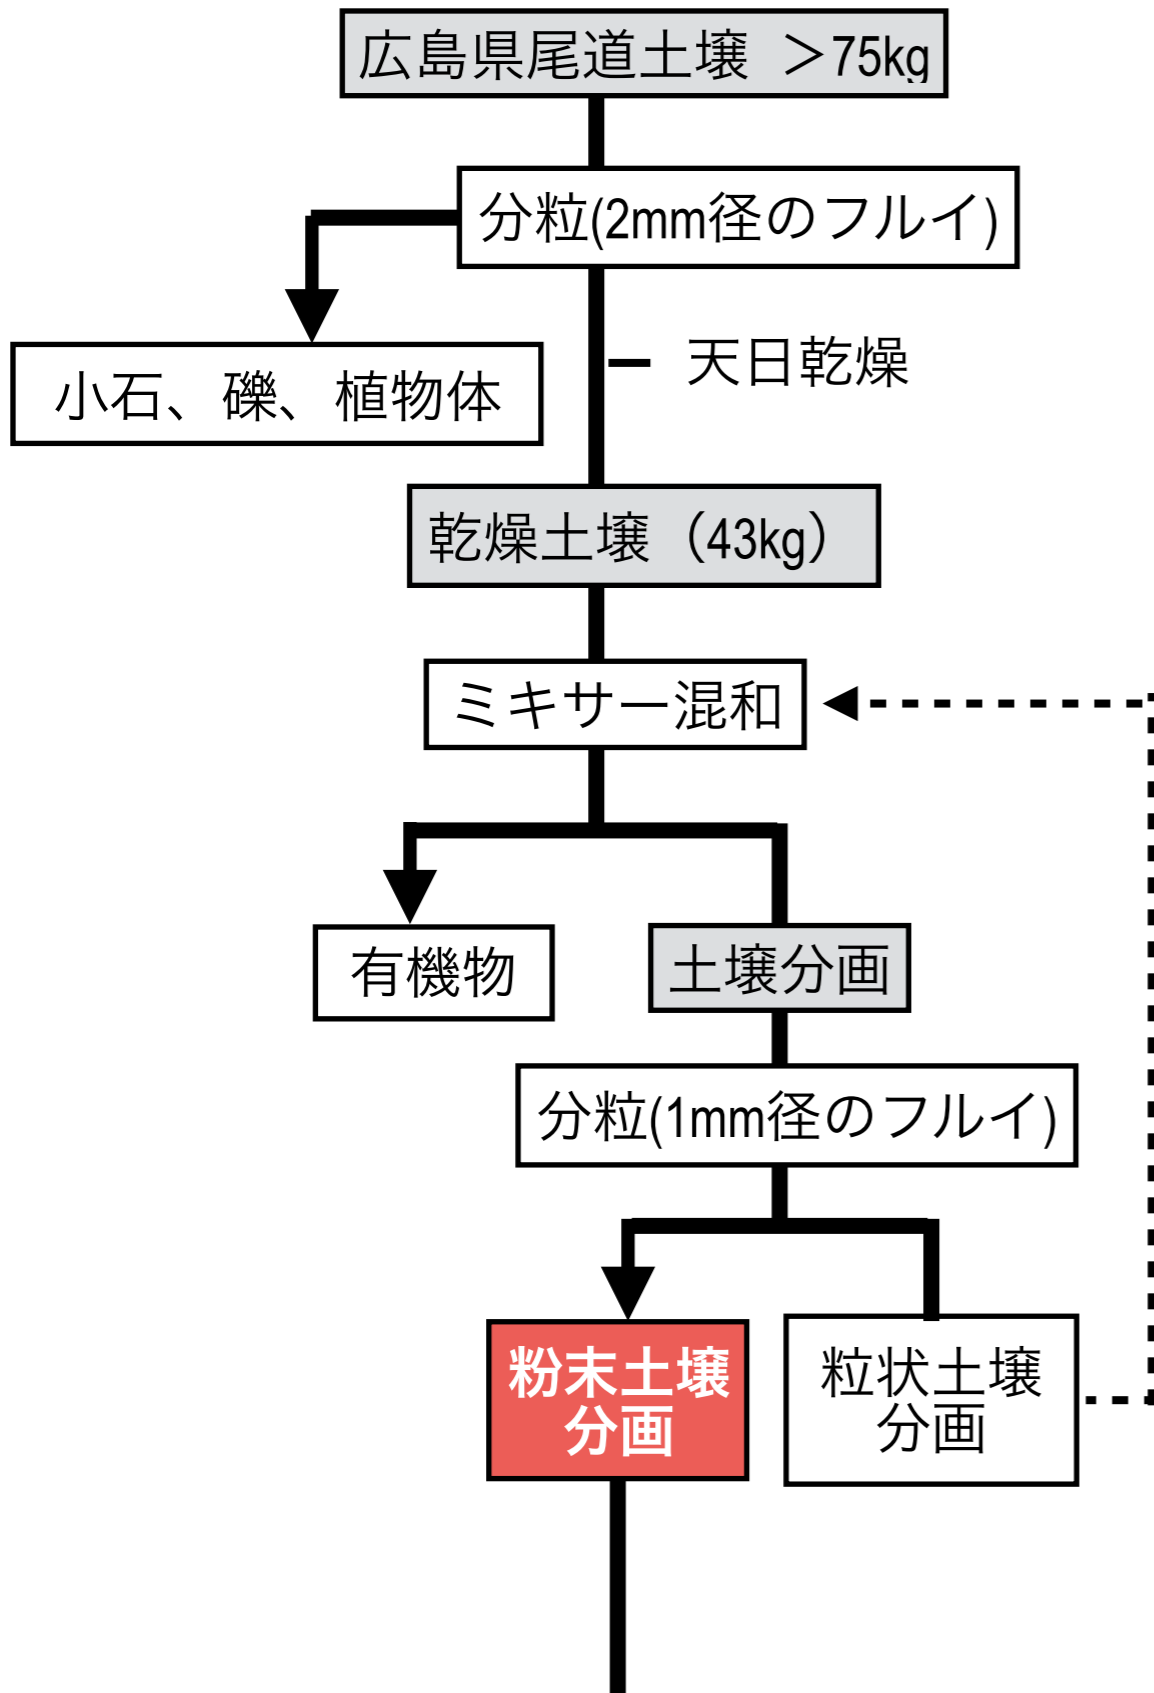 広島県尾道土壌 ＞75kg
分粒(2mm径のフルイ)
天日乾燥
小石、礫、植物体
乾燥土壌（43kg）
ミキサー混和
有機物
土壌分画
分粒(1mm径のフルイ)
粉末土壌
分画
粒状土壌
分画